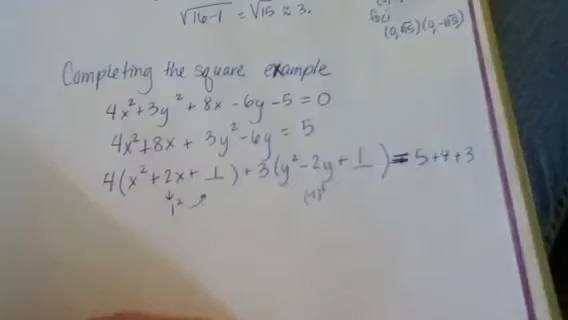 √16-1 = √15 ≈ 3.
foci
(0,√15)(0,-√15)
Completing the square example
4x²+3y²+8x-6y-5=0
4x²+8x+3y²-6y=5
4(x²+2x+1)+3(y²-2y+1)=5+4+3
1²
(-1)²